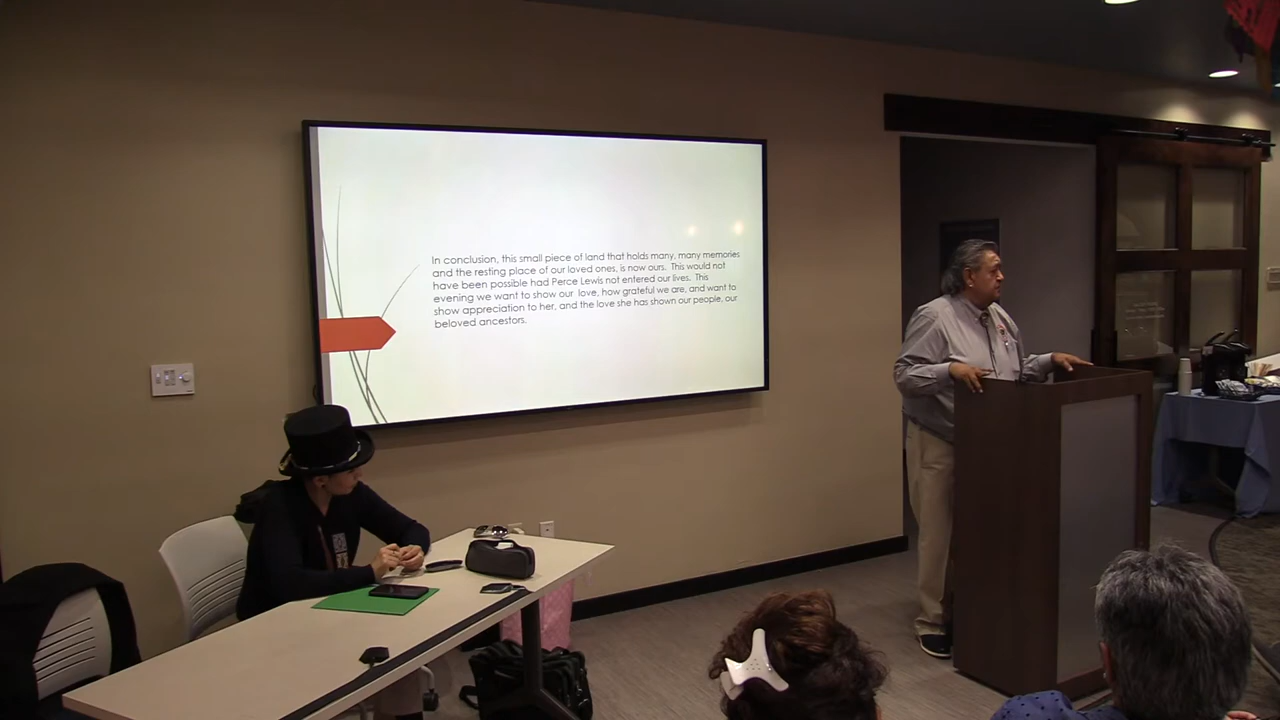 In conclusion, this small piece of land that holds many, many memories
and the resting place of our loved ones, is now ours. This would not
have been possible had Perce Lewis not entered our lives. This
evening we want to show our love, how grateful we are, and want to
show appreciation to her, and the love she has shown our people, our
beloved ancestors.